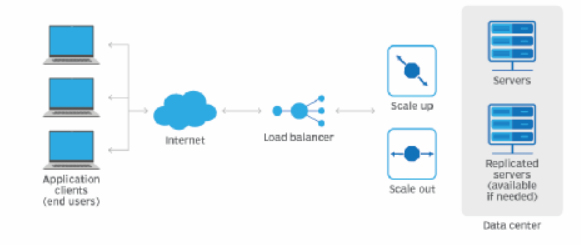 Application
clients
(end users)
Internet
Load balancer
Scale up
Scale out
Servers
Replicated
servers
(available
if needed)
Data center